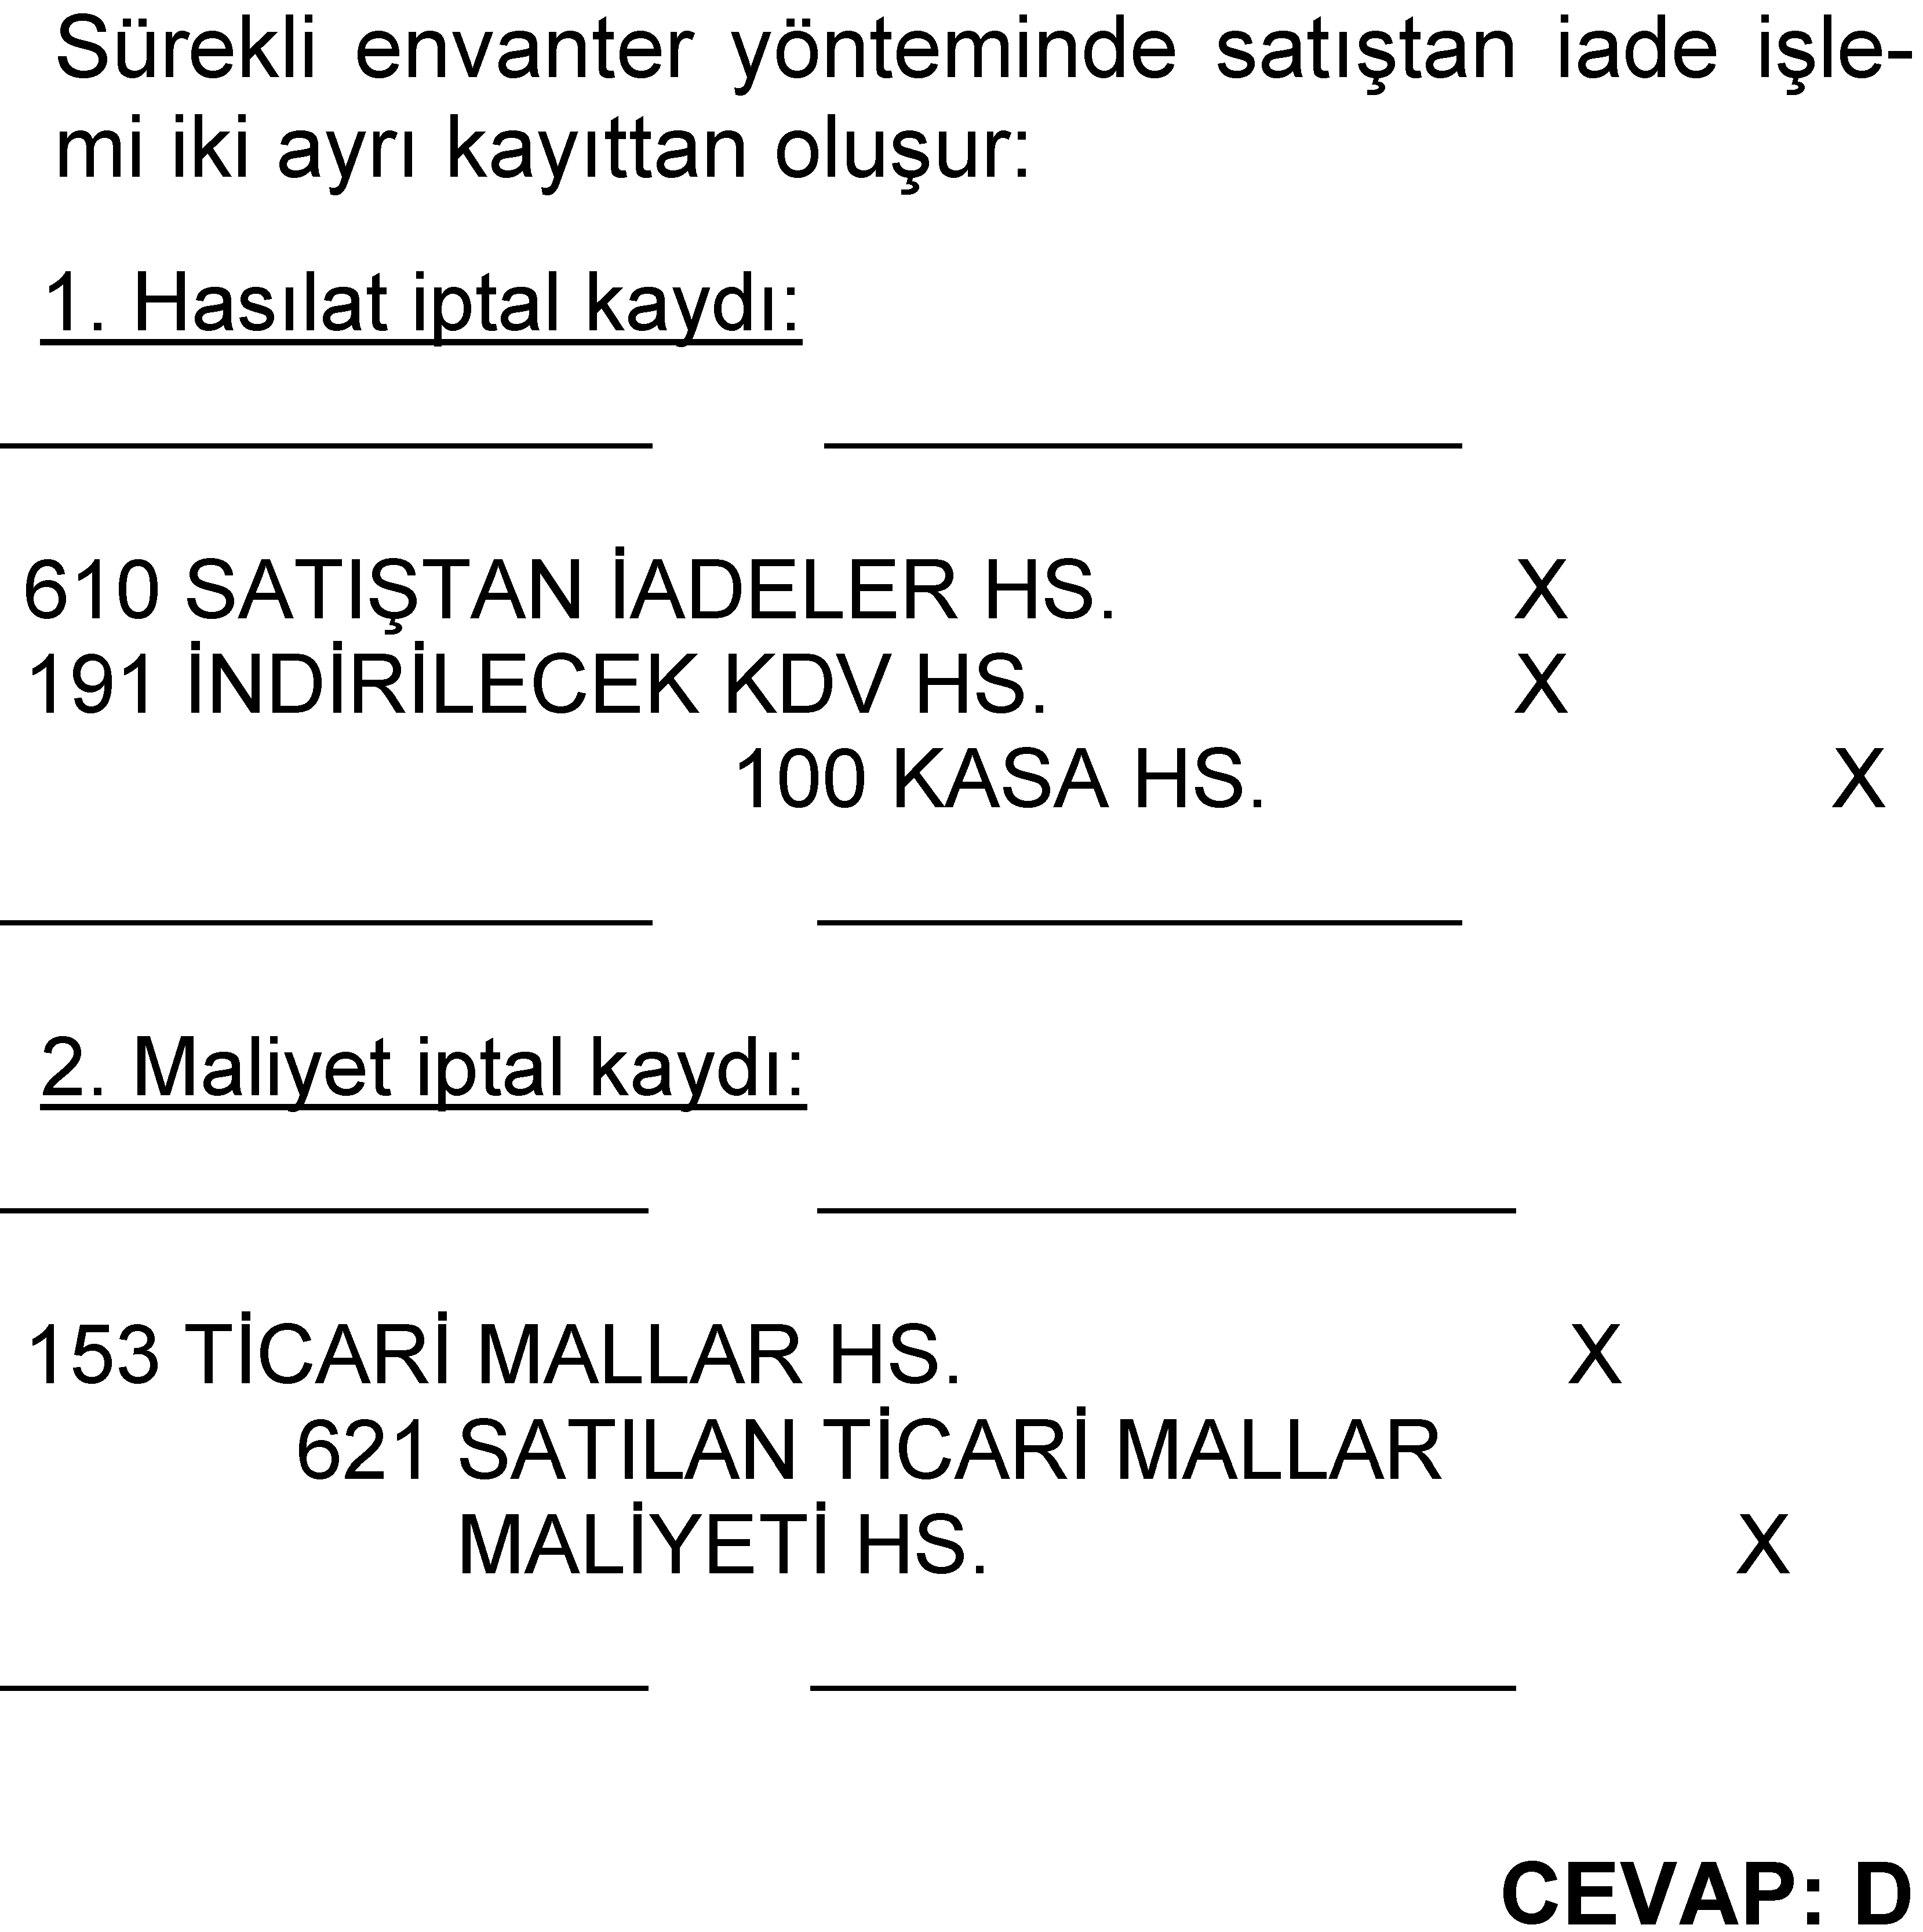 Sürekli envanter yönteminde satıştan iade işle-
mi iki ayrı kayıttan oluşur:
1. Hasılat iptal kaydı:
610 SATIŞTAN İADELER HS. X
191 İNDİRİLECEK KDV HS. X
100 KASA HS. X
2. Maliyet iptal kaydı:
153 TİCARİ MALLAR HS. X
621 SATILAN TİCARİ MALLAR
MALİYETİ HS. X
CEVAP: D